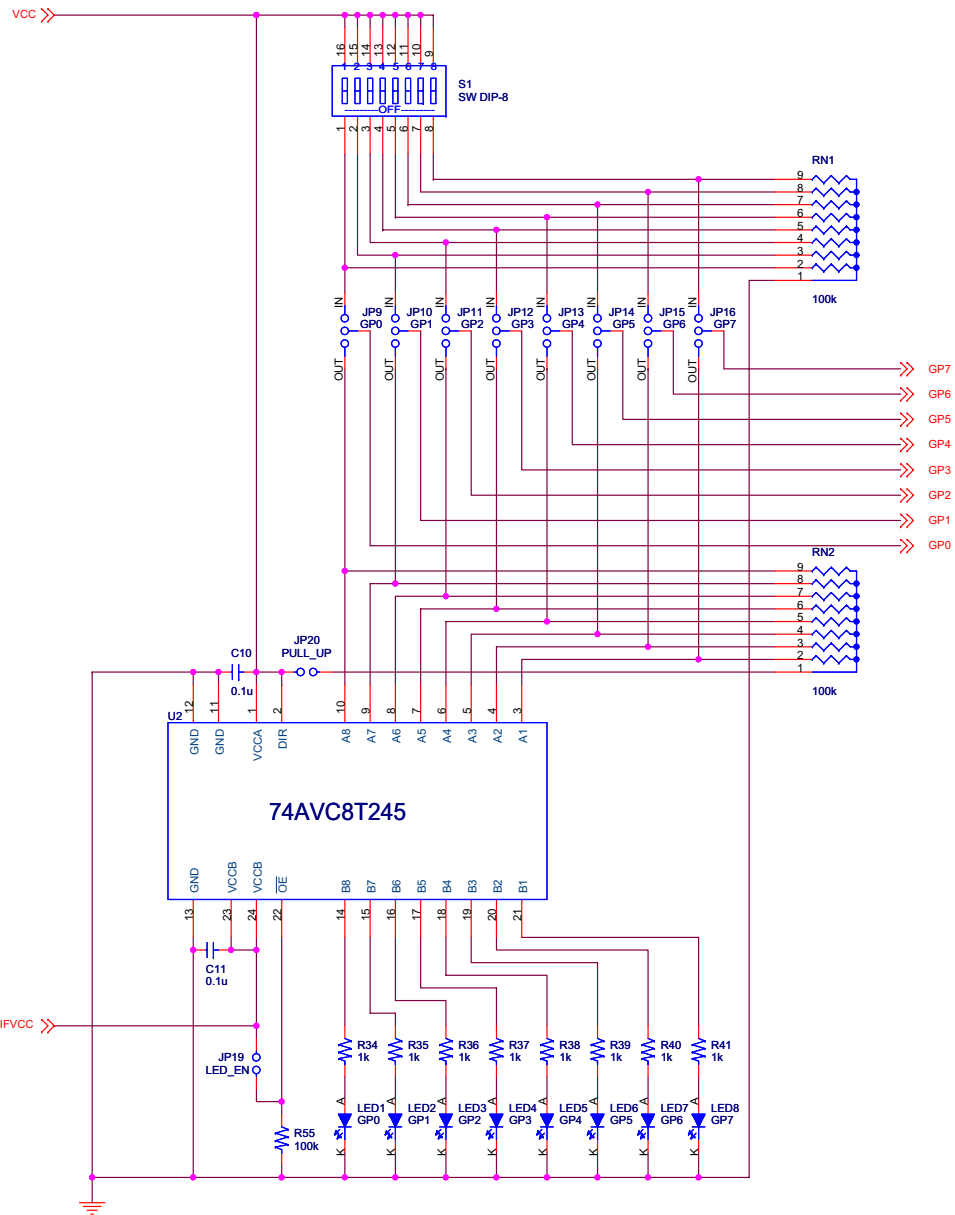 VCC
16 15 14 13 12 11 10 9
1 2 3 4 5 6 7 8
---------OFF---------
1 2 3 4 5 6 7 8
S1
SW DIP-8
RN1
9
8
7
6
5
4
3
2
1
100k
IN IN IN IN IN IN IN IN
JP9 JP10 JP11 JP12 JP13 JP14 JP15 JP16
GP0 GP1 GP2 GP3 GP4 GP5 GP6 GP7
OUT OUT OUT OUT OUT OUT OUT OUT
GP7
GP6
GP5
GP4
GP3
GP2
GP1
GP0
RN2
9
8
7
6
5
4
3
2
1
100k
JP20
PULL_UP
C10
0.1u
U2
12 11 1 2 10 9 8 7 6 5 4 3
GND GND VCCA DIR A8 A7 A6 A5 A4 A3 A2 A1
74AVC8T245
GND VCCB VCCB OE B8 B7 B6 B5 B4 B3 B2 B1
13 23 24 22 14 15 16 17 18 19 20 21
C11
0.1u
IFVCC
JP19
LED_EN
R34 R35 R36 R37 R38 R39 R40 R41
1k 1k 1k 1k 1k 1k 1k 1k
A A A A A A A A
LED1 LED2 LED3 LED4 LED5 LED6 LED7 LED8
GP0 GP1 GP2 GP3 GP4 GP5 GP6 GP7
K K K K K K K K
R55
100k